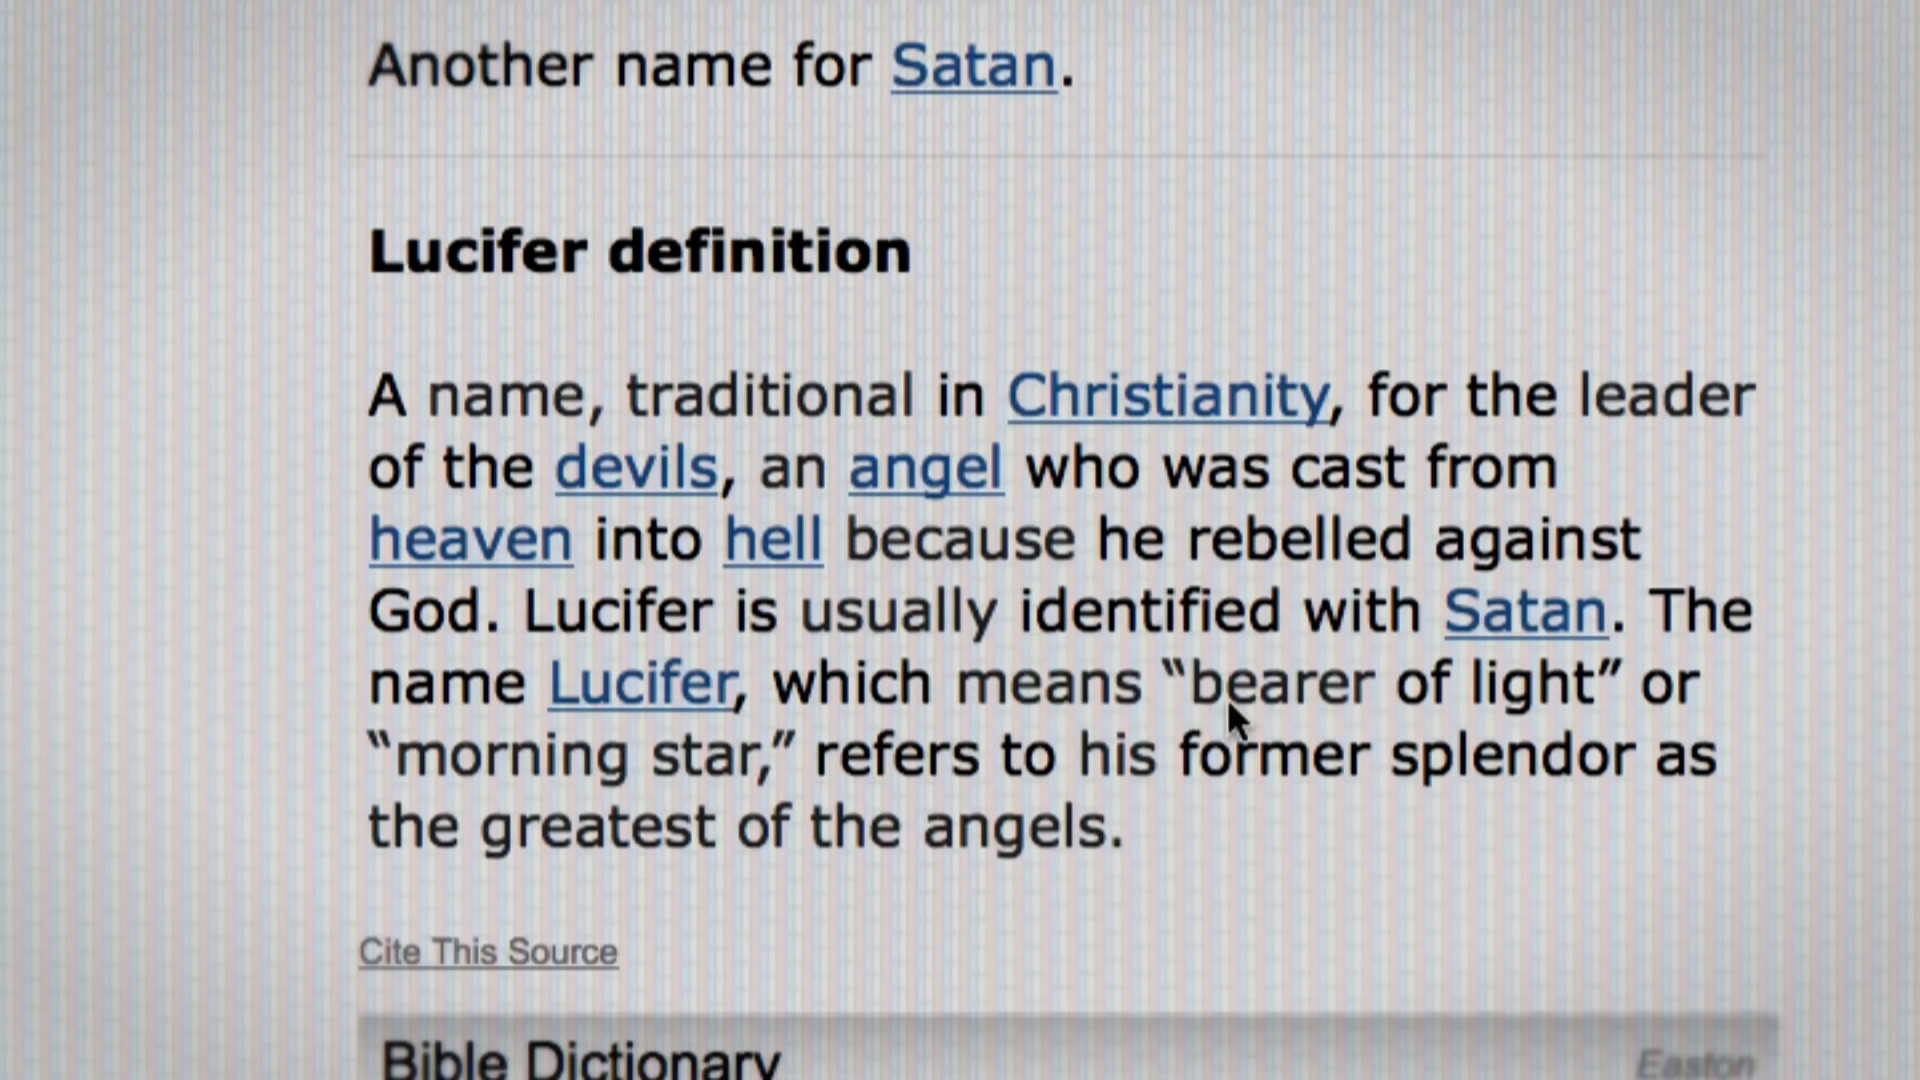 Another name for Satan.
Lucifer definition
A name, traditional in Christianity, for the leader
of the devils, an angel who was cast from
heaven into hell because he rebelled against
God. Lucifer is usually identified with Satan. The
name Lucifer, which means “bearer of light” or
“morning star,” refers to his former splendor as
the greatest of the angels.
Cite This Source
Bible Dictionary
Easton